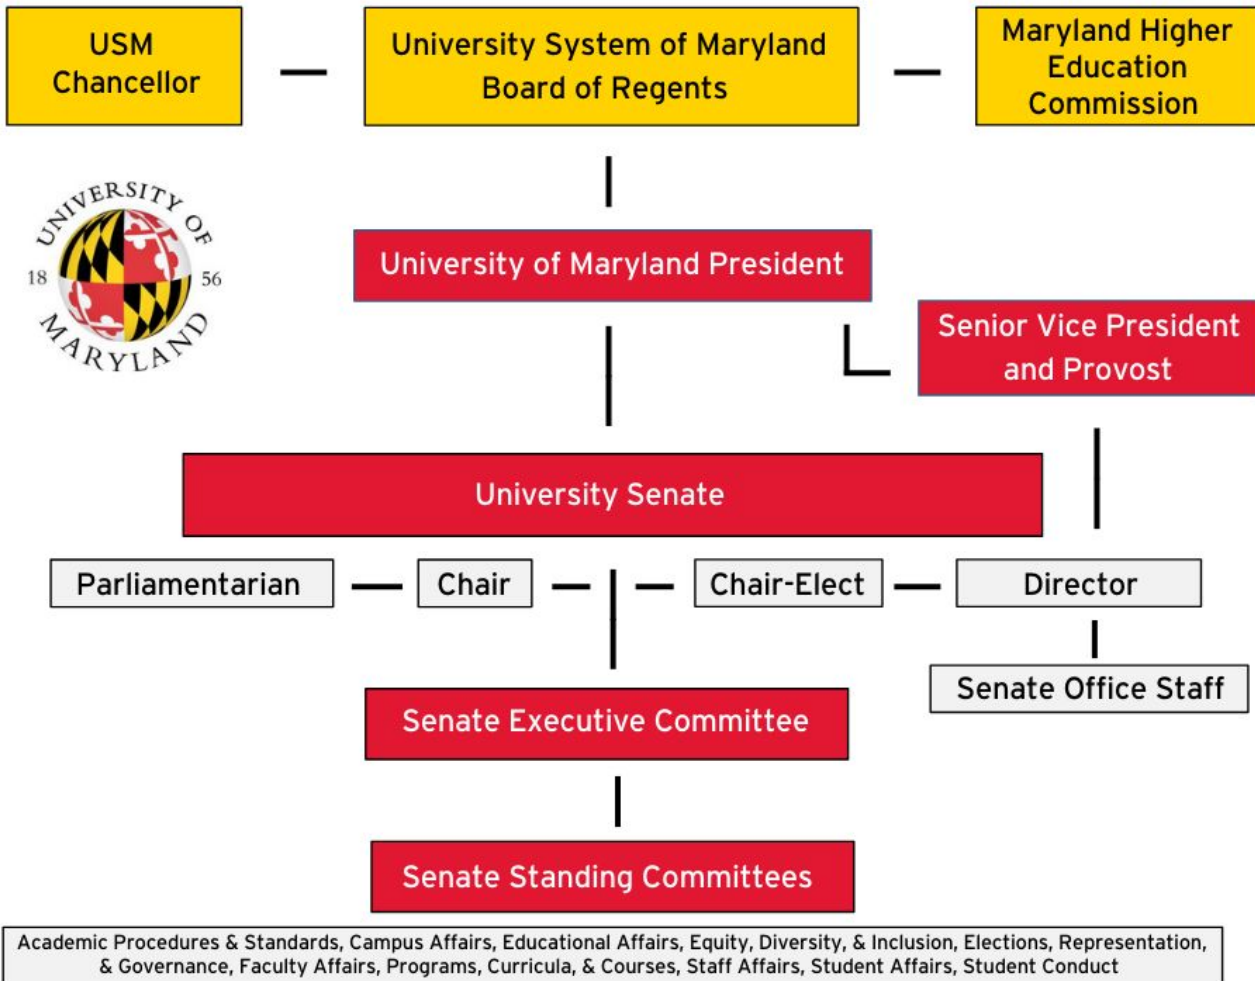 USM
Chancellor
University System of Maryland
Board of Regents
Maryland Higher
Education
Commission
UNIVERSITY OF
18 56
MARYLAND
University of Maryland President
Senior Vice President
and Provost
University Senate
Parliamentarian
Chair
Chair-Elect
Director
Senate Office Staff
Senate Executive Committee
Senate Standing Committees
Academic Procedures & Standards, Campus Affairs, Educational Affairs, Equity, Diversity, & Inclusion, Elections, Representation,
& Governance, Faculty Affairs, Programs, Curricula, & Courses, Staff Affairs, Student Affairs, Student Conduct